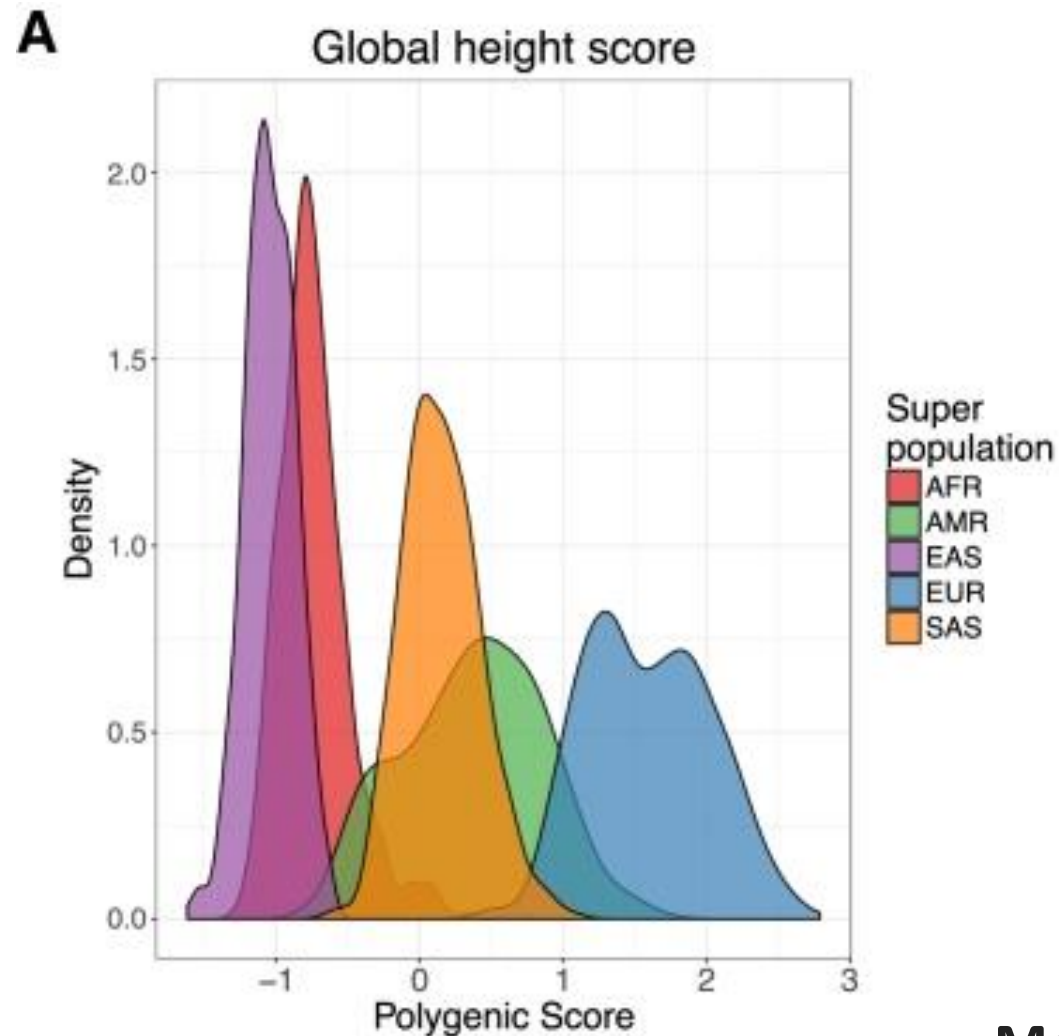 A
Global height score
2.0
1.5
1.0
0.5
0.0
Density
−1 0 1 2 3
Polygenic Score
Super
population
AFR
AMR
EAS
EUR
SAS